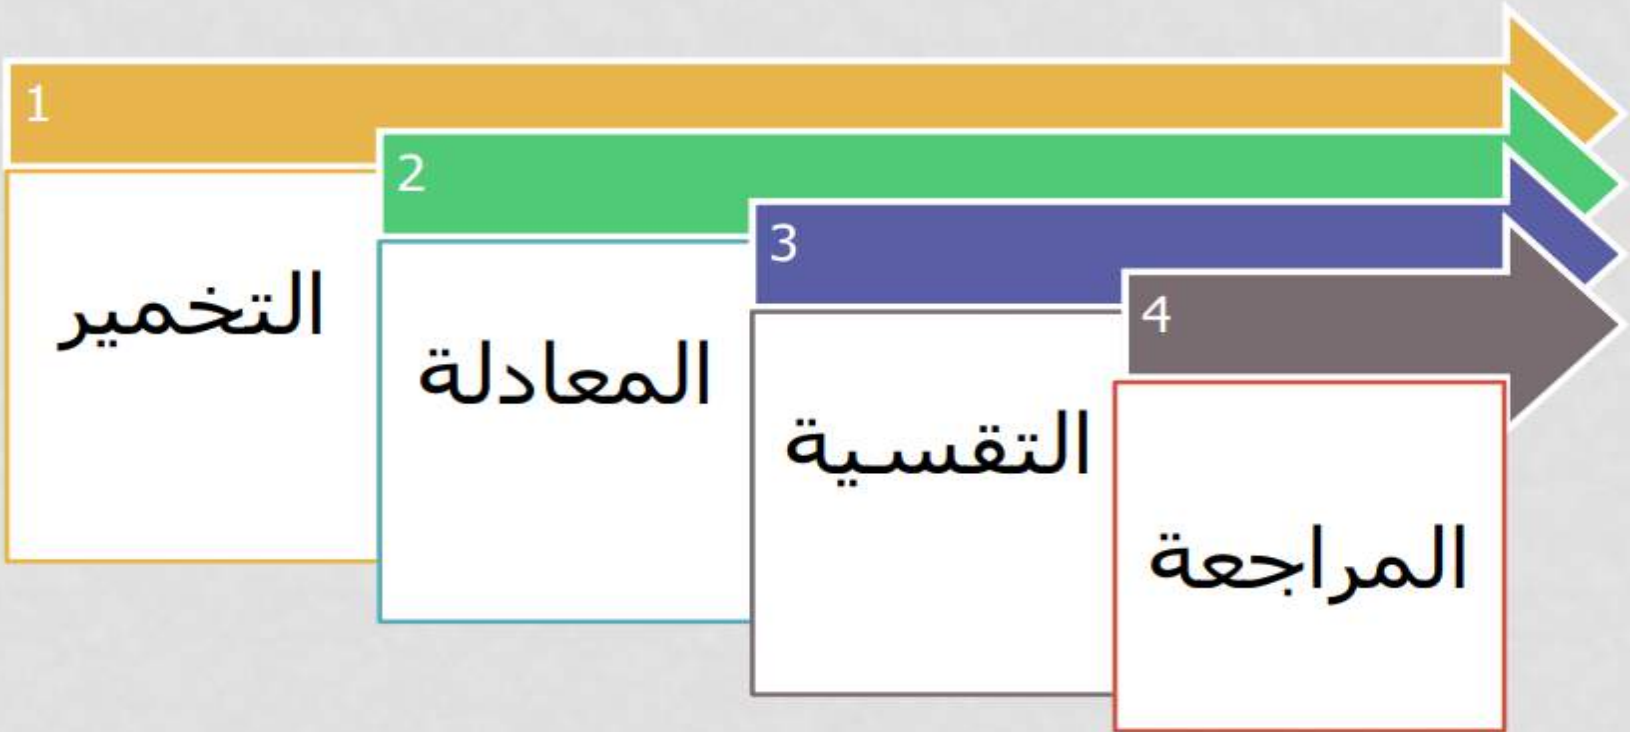 1
التخمير
2
المعادلة
3
التقسية
4
المراجعة